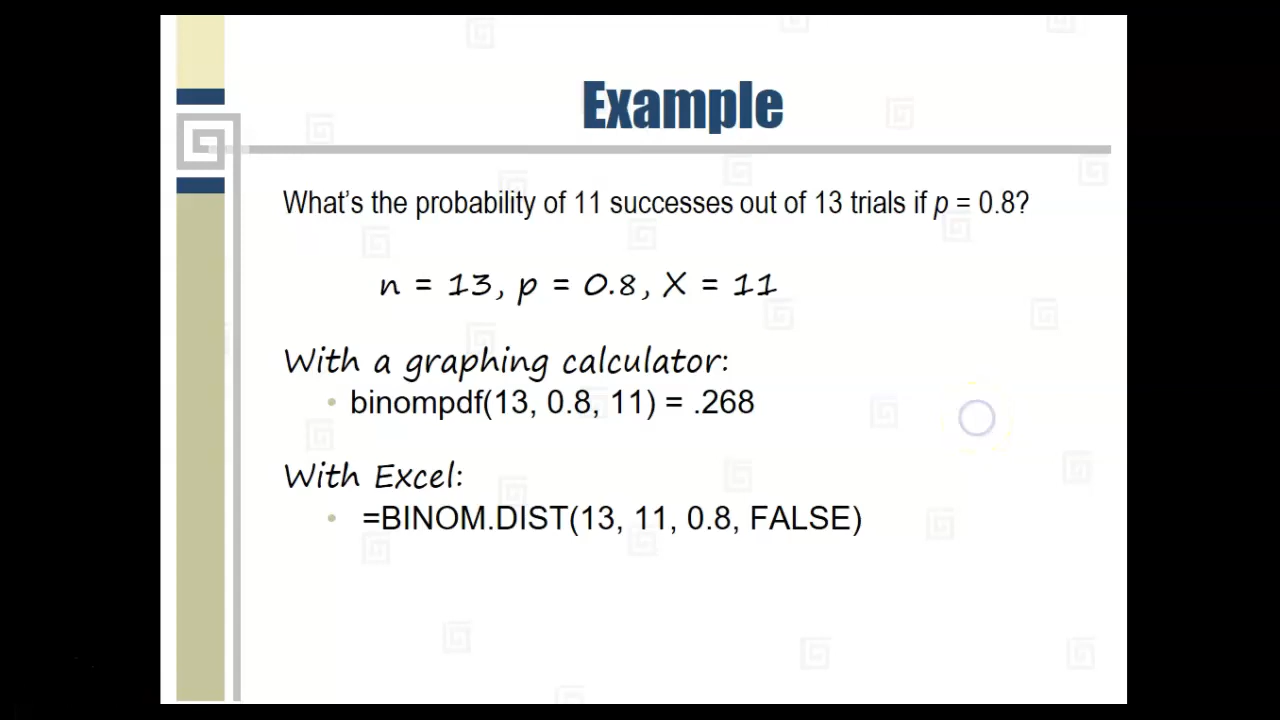 Example
What's the probability of 11 successes out of 13 trials if p = 0.8?
n = 13, p = 0.8, X = 11
With a graphing calculator:
• binompdf(13, 0.8, 11) = .268
With Excel:
• =BINOM.DIST(13, 11, 0.8, FALSE)